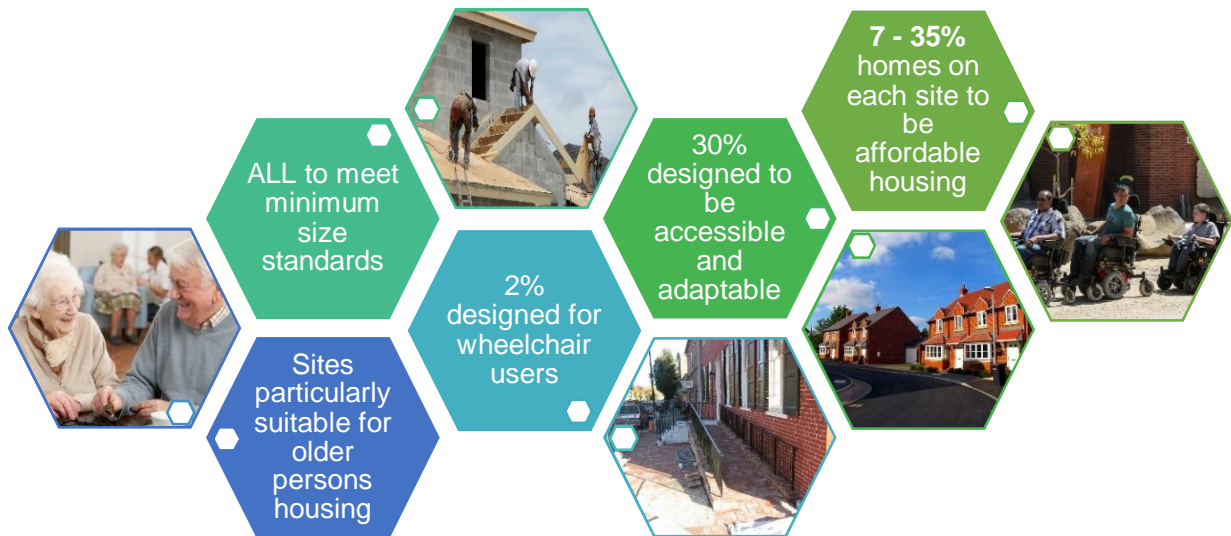 ALL to meet
minimum
size
standards
Sites
particularly
suitable for
older
persons
housing
2%
designed for
wheelchair
users
30%
designed to
be
accessible
and
adaptable
7 - 35%
homes on
each site to
be
affordable
housing